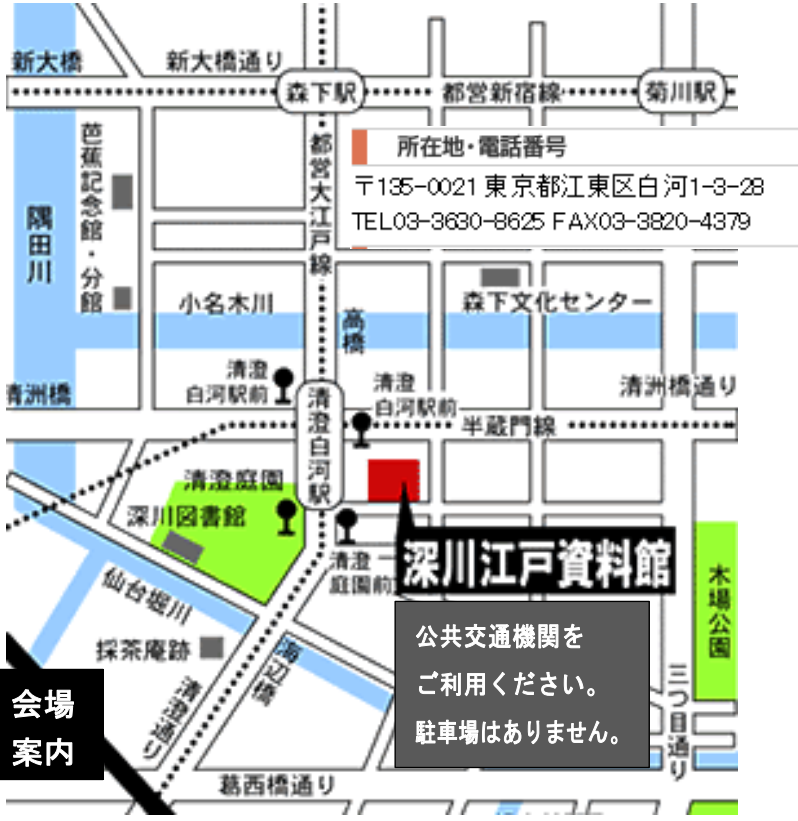 新大橋
新大橋通り
森下駅
都営新宿線
菊川駅
芭蕉記念館・分館
都営大江戸線
所在地・電話番号
〒135-0021 東京都江東区白河1-3-28
TEL03-3630-8625 FAX03-3820-4379
隅田川
小名木川
高橋
森下文化センター
清洲橋
清澄
白河駅前
清澄白河駅
清澄
白河駅前
清洲橋通り
半蔵門線
清澄庭園
深川図書館
清澄
庭園前
深川江戸資料館
木場公園
仙台堀川
採茶庵跡
海辺橋
清澄通り
公共交通機関を
ご利用ください。
駐車場はありません。
三つ目通り
会場
案内
葛西橋通り